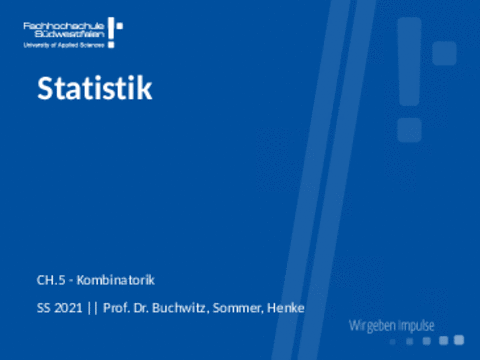 Fachhochschule
Südwestfalen
University of Applied Sciences
Statistik
CH.5 - Kombinatorik
SS 2021 || Prof. Dr. Buchwitz, Sommer, Henke
Wir geben Impulse